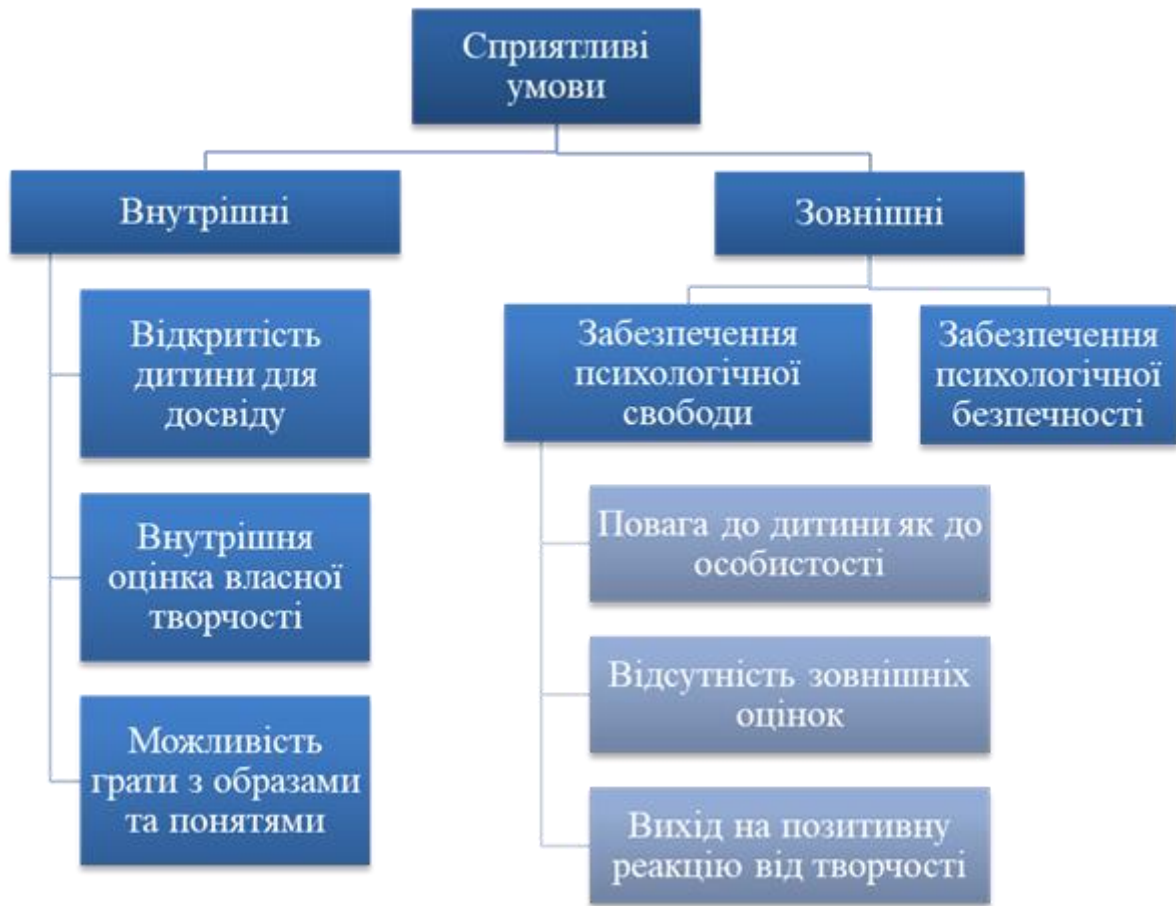 Сприятливі
умови
Внутрішні
Відкритість
дитини для
досвіду
Внутрішня
оцінка власної
творчості
Можливість
грати з образами
та понятями
Зовнішні
Забезпечення
психологічної
свободи
Повага до дитини як до
особистості
Відсутність зовнішніх
оцінок
Вихід на позитивну
реакцію від творчості
Забезпечення
психологічної
безпечності